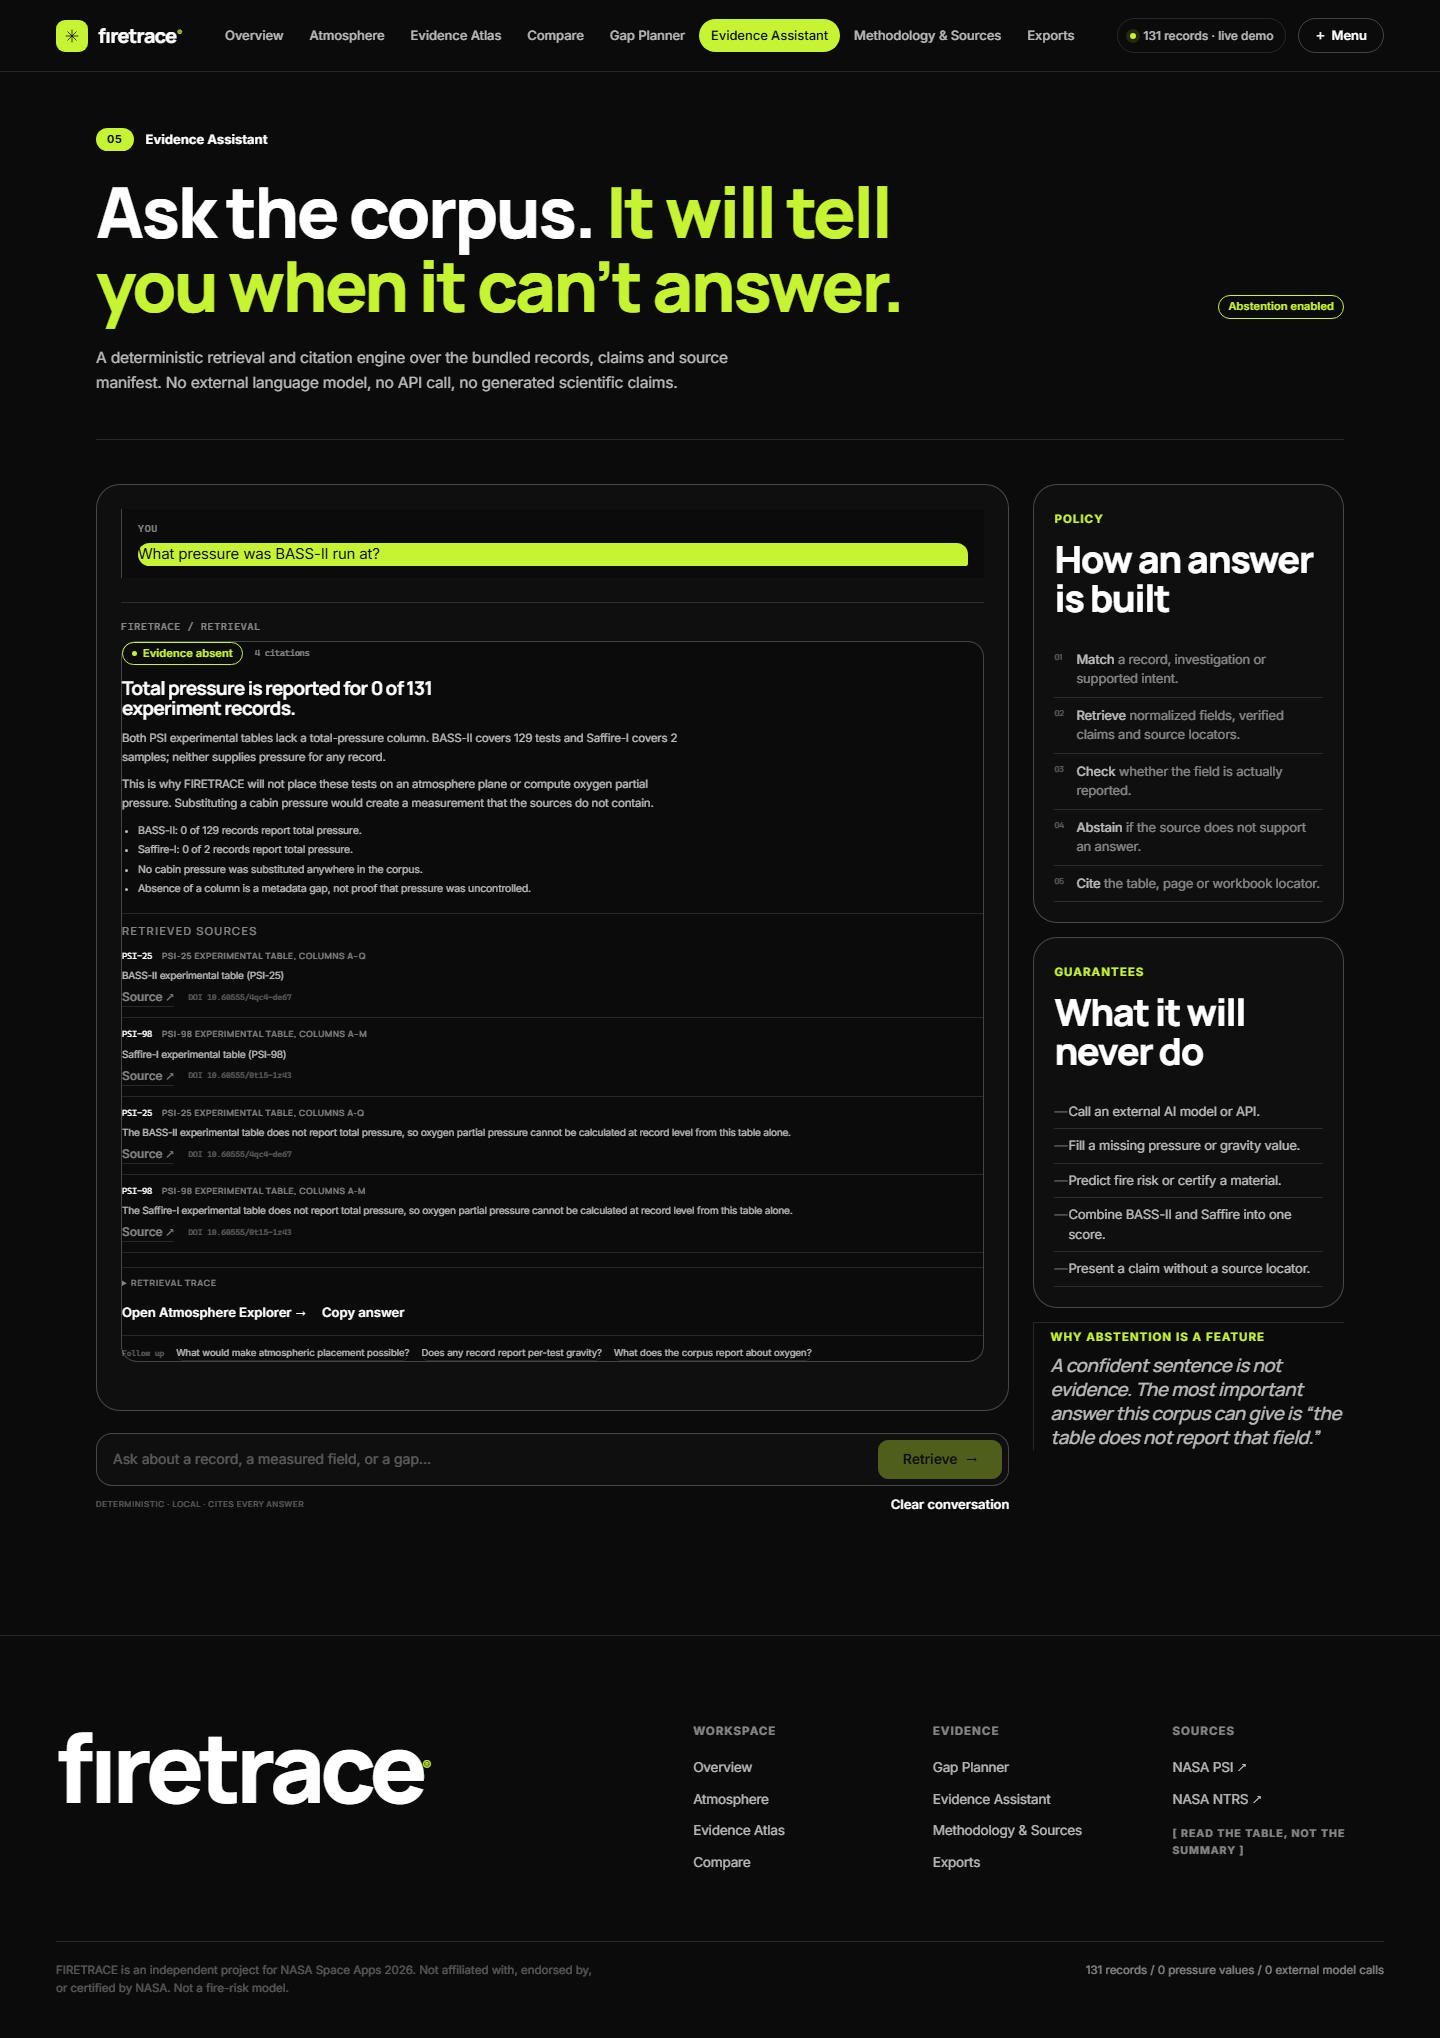 firetrace
Overview
Atmosphere
Evidence Atlas
Compare
Gap Planner
Evidence Assistant
Methodology & Sources
Exports
131 records · live demo
+ Menu
05
Evidence Assistant
Ask the corpus. It will tell
you when it can’t answer.
Abstention enabled
A deterministic retrieval and citation engine over the bundled records, claims and source
manifest. No external language model, no API call, no generated scientific claims.
YOU
What pressure was BASS-II run at?
FIRETRACE / RETRIEVAL
Evidence absent
4 citations
Total pressure is reported for 0 of 131
experiment records.
Both PSI experimental tables lack a total-pressure column. BASS-II covers 129 tests and Saffire-I covers 2
samples; neither supplies pressure for any record.
This is why FIRETRACE will not place these tests on an atmosphere plane or compute oxygen partial
pressure. Substituting a cabin pressure would create a measurement that the sources do not contain.
• BASS-II: 0 of 129 records report total pressure.
• Saffire-I: 0 of 2 records report total pressure.
• No cabin pressure was substituted anywhere in the corpus.
• Absence of a column is a metadata gap, not proof that pressure was uncontrolled.
RETRIEVED SOURCES
PSI-25 PSI-25 EXPERIMENTAL TABLE, COLUMNS A–Q
BASS-II experimental table (PSI-25)
Source ↗ DOI 10.60555/4qc4-de67
PSI-98 PSI-98 EXPERIMENTAL TABLE, COLUMNS A–M
Saffire-I experimental table (PSI-98)
Source ↗ DOI 10.60555/0t15-1z43
PSI-25 PSI-25 EXPERIMENTAL TABLE, COLUMNS A-Q
The BASS-II experimental table does not report total pressure, so oxygen partial pressure cannot be calculated at record level from this table alone.
Source ↗ DOI 10.60555/4qc4-de67
PSI-98 PSI-98 EXPERIMENTAL TABLE, COLUMNS A-M
The Saffire-I experimental table does not report total pressure, so oxygen partial pressure cannot be calculated at record level from this table alone.
Source ↗ DOI 10.60555/0t15-1z43
▸ RETRIEVAL TRACE
Open Atmosphere Explorer →
Copy answer
Follow up
What would make atmospheric placement possible?
Does any record report per-test gravity?
What does the corpus report about oxygen?
Ask about a record, a measured field, or a gap...
Retrieve →
DETERMINISTIC · LOCAL · CITES EVERY ANSWER
Clear conversation
POLICY
How an answer
is built
01 Match a record, investigation or
supported intent.
02 Retrieve normalized fields, verified
claims and source locators.
03 Check whether the field is actually
reported.
04 Abstain if the source does not support
an answer.
05 Cite the table, page or workbook locator.
GUARANTEES
What it will
never do
—Call an external AI model or API.
—Fill a missing pressure or gravity value.
—Predict fire risk or certify a material.
—Combine BASS-II and Saffire into one
score.
—Present a claim without a source locator.
WHY ABSTENTION IS A FEATURE
A confident sentence is not
evidence. The most important
answer this corpus can give is “the
table does not report that field.”
firetrace
WORKSPACE
Overview
Atmosphere
Evidence Atlas
Compare
EVIDENCE
Gap Planner
Evidence Assistant
Methodology & Sources
Exports
SOURCES
NASA PSI ↗
NASA NTRS ↗
[ READ THE TABLE, NOT THE
SUMMARY ]
FIRETRACE is an independent project for NASA Space Apps 2026. Not affiliated with, endorsed by,
or certified by NASA. Not a fire-risk model.
131 records / 0 pressure values / 0 external model calls